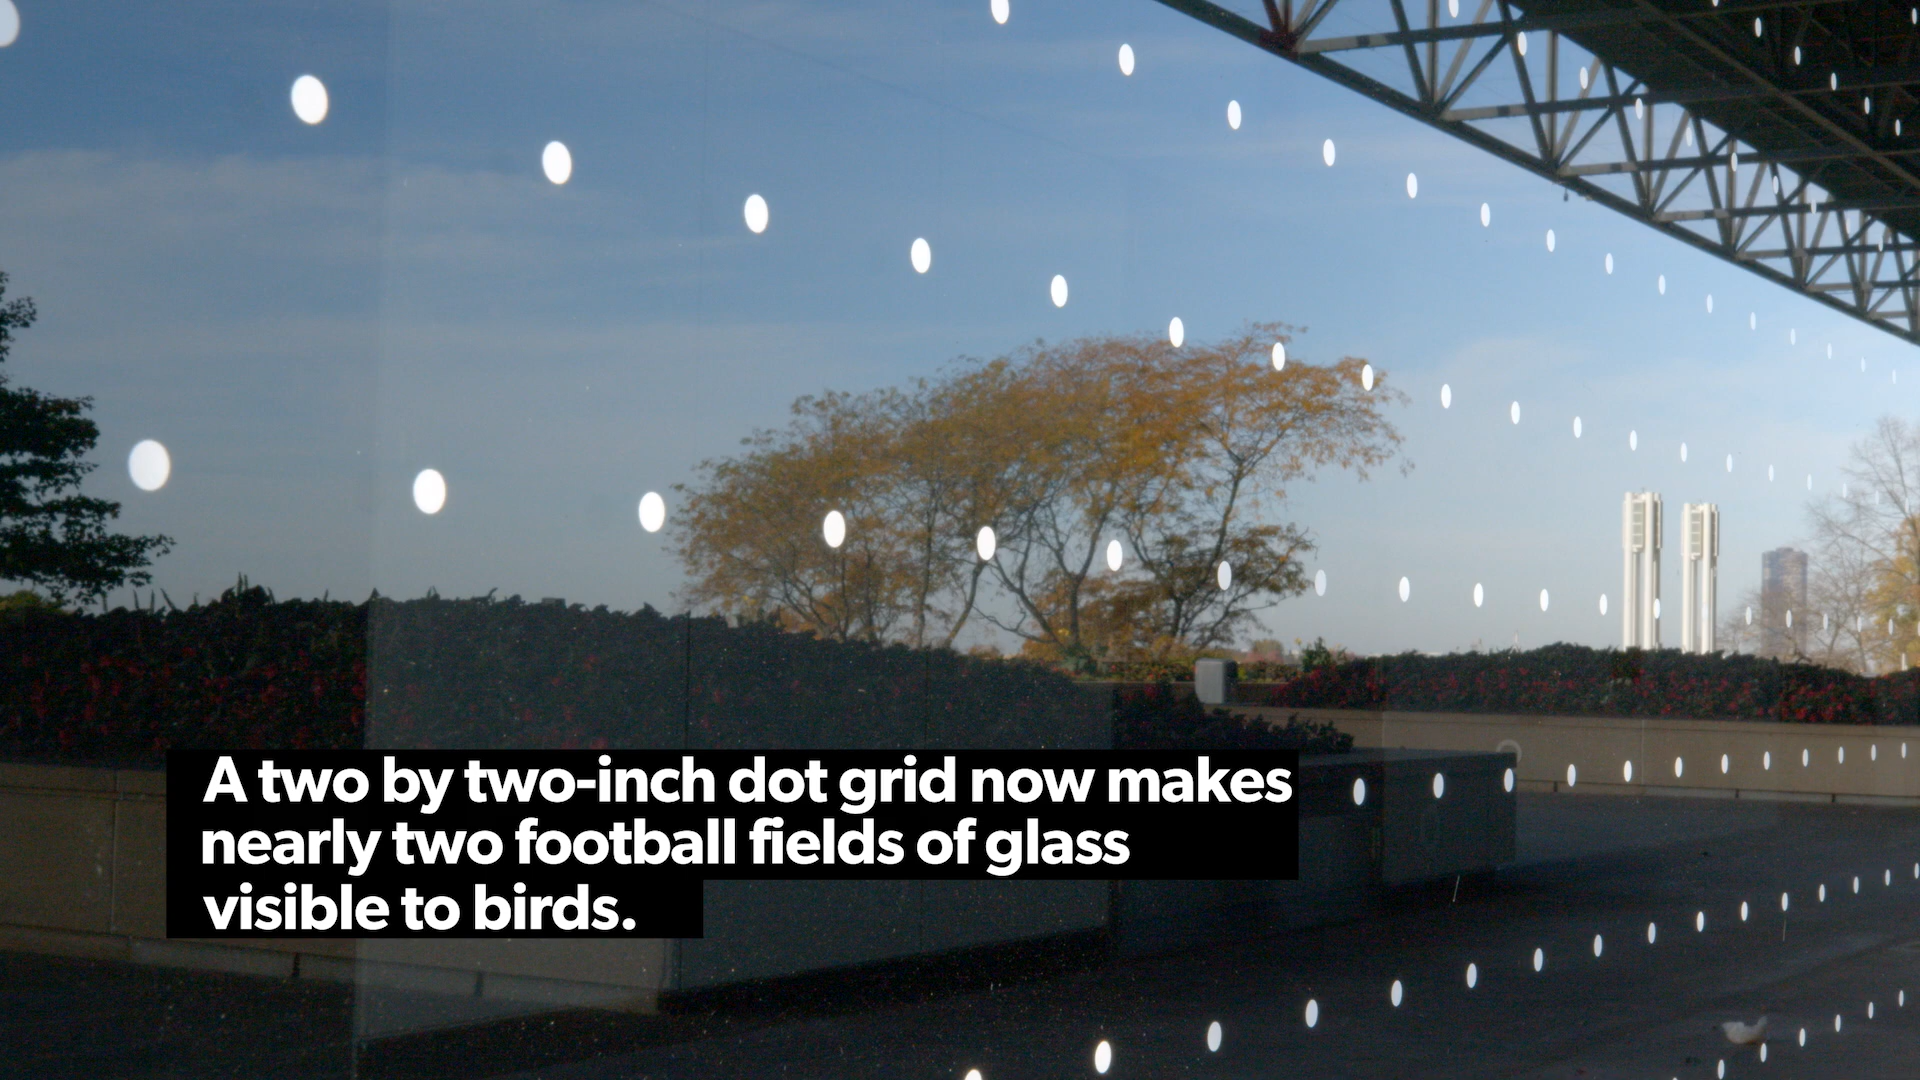 A two by two-inch dot grid now makes
nearly two football fields of glass
visible to birds.